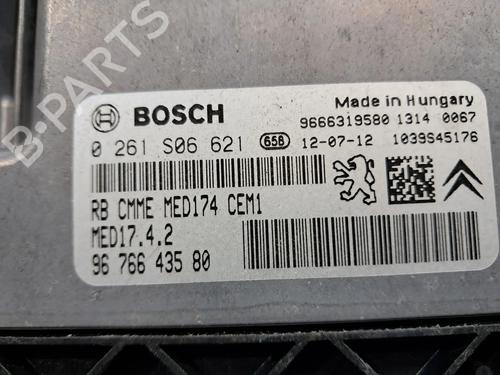 BOSCH
Made in Hungary
9666319580 1314 0067
0 261 S06 621 658 12-07-12 1039S45176
RB CMME MED174 CEM1
MED17.4.2
96 766 435 80
B-PARTS